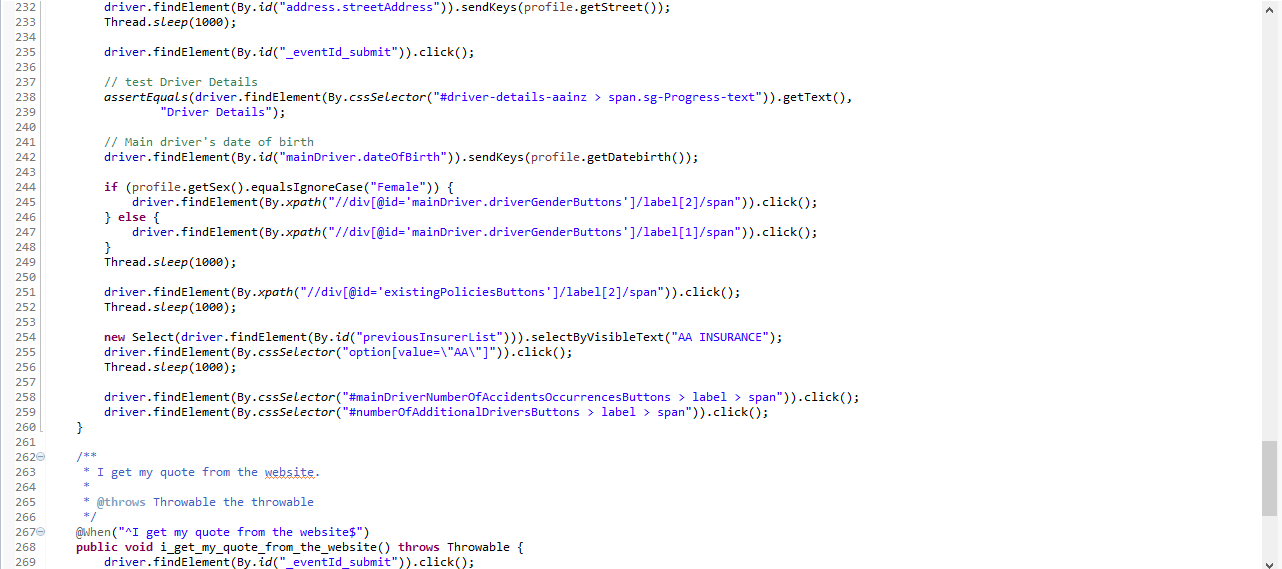 232 driver.findElement(By.id("address.streetAddress")).sendKeys(profile.getStreet());
233 Thread.sleep(1000);
234
235 driver.findElement(By.id("_eventId_submit")).click();
236
237 // test Driver Details
238 assertEquals(driver.findElement(By.cssSelector("#driver-details-aainz > span.sg-Progress-text")).getText(),
239 "Driver Details");
240
241 // Main driver's date of birth
242 driver.findElement(By.id("mainDriver.dateOfBirth")).sendKeys(profile.getDatebirth());
243
244 if (profile.getSex().equalsIgnoreCase("Female")) {
245 driver.findElement(By.xpath("//div[@id='mainDriver.driverGenderButtons']/label[2]/span")).click();
246 } else {
247 driver.findElement(By.xpath("//div[@id='mainDriver.driverGenderButtons']/label[1]/span")).click();
248 }
249 Thread.sleep(1000);
250
251 driver.findElement(By.xpath("//div[@id='existingPoliciesButtons']/label[2]/span")).click();
252 Thread.sleep(1000);
253
254 new Select(driver.findElement(By.id("previousInsurerList"))).selectByVisibleText("AA INSURANCE");
255 driver.findElement(By.cssSelector("option[value=\"AA\"]")).click();
256 Thread.sleep(1000);
257
258 driver.findElement(By.cssSelector("#mainDriverNumberOfAccidentsOccurrencesButtons > label > span")).click();
259 driver.findElement(By.cssSelector("#numberOfAdditionalDriversButtons > label > span")).click();
260 }
261
262 /**
263 * I get my quote from the website.
264 *
265 * @throws Throwable the throwable
266 */
267 @When("^I get my quote from the website$")
268 public void i_get_my_quote_from_the_website() throws Throwable {
269 driver.findElement(By.id("_eventId_submit")).click();